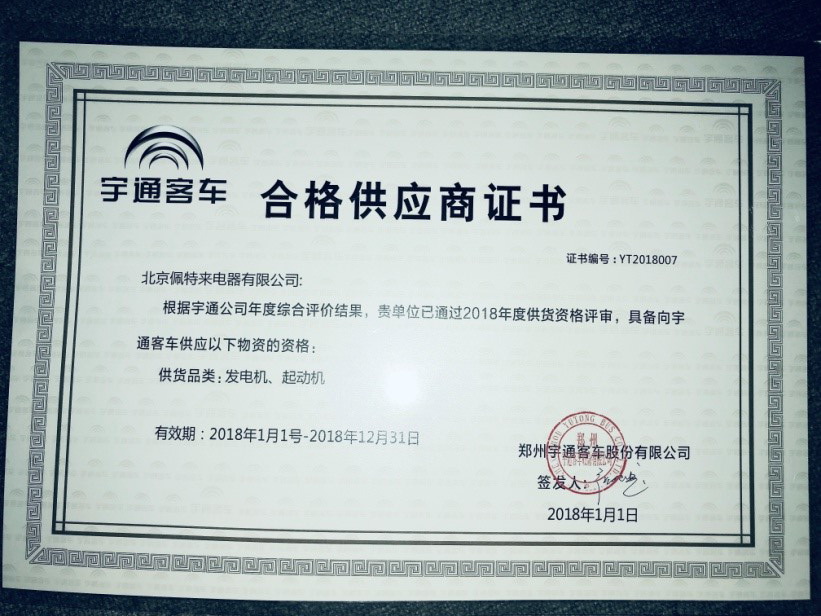 宇通客车
合格供应商证书
证书编号：YT2018007
北京佩特来电器有限公司:
根据宇通公司年度综合评价结果，贵单位已通过2018年度供货资格评审，具备向宇
通客车供应以下物资的资格：
供货品类：发电机、起动机
有效期：2018年1月1号-2018年12月31日
郑州宇通客车股份有限公司
签发人：
2018年1月1日